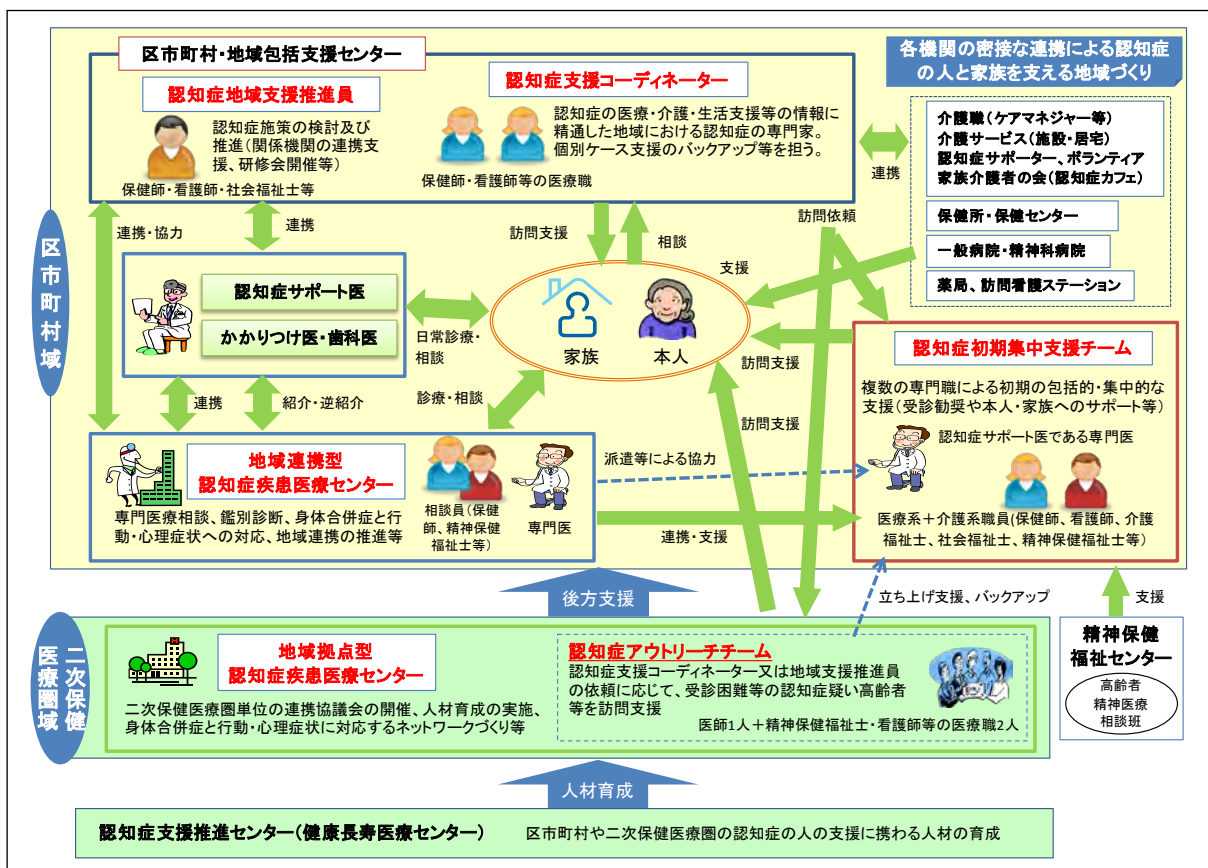 区市町村・地域包括支援センター
認知症地域支援推進員
認知症施策の検討及び
推進(関係機関の連携支
援、研修会開催等)
保健師・看護師・社会福祉士等
認知症支援コーディネーター
認知症の医療・介護・生活支援等の情報に
精通した地域における認知症の専門家。
個別ケース支援のバックアップ等を担う。
保健師・看護師等の医療職
各機関の密接な連携による認知症
の人と家族を支える地域づくり
連携
介護職(ケアマネジャー等)
介護サービス(施設・居宅)
認知症サポーター、ボランティア
家族介護者の会(認知症カフェ)
保健所・保健センター
一般病院・精神科病院
薬局、訪問看護ステーション
区市町村域
連携・協力
連携
訪問支援
相談
訪問依頼
支援
認知症サポート医
かかりつけ医・歯科医
日常診療・
相談
家族
本人
訪問支援
認知症初期集中支援チーム
複数の専門職による初期の包括的・集中的な
支援(受診勧奨や本人・家族へのサポート等)
認知症サポート医である専門医
医療系+介護系職員(保健師、看護師、介護
福祉士、社会福祉士、精神保健福祉士等)
連携
紹介・逆紹介
診療・相談
訪問支援
地域連携型
認知症疾患医療センター
専門医療相談、鑑別診断、身体合併症と行
動・心理症状への対応、地域連携の推進等
相談員(保健
師、精神保健
福祉士等)
専門医
派遣等による協力
連携・支援
後方支援
立ち上げ支援、バックアップ
支援
二次保健
医療圏域
地域拠点型
認知症疾患医療センター
二次保健医療圏単位の連携協議会の開催、人材育成の実施、
身体合併症と行動・心理症状に対応するネットワークづくり等
認知症アウトリーチチーム
認知症支援コーディネーター又は地域支援推進員
の依頼に応じて、受診困難等の認知症疑い高齢者
等を訪問支援
医師1人+精神保健福祉士・看護師等の医療職2人
精神保健
福祉センター
高齢者
精神医療
相談班
人材育成
認知症支援推進センター(健康長寿医療センター)
区市町村や二次保健医療圏の認知症の人の支援に携わる人材の育成